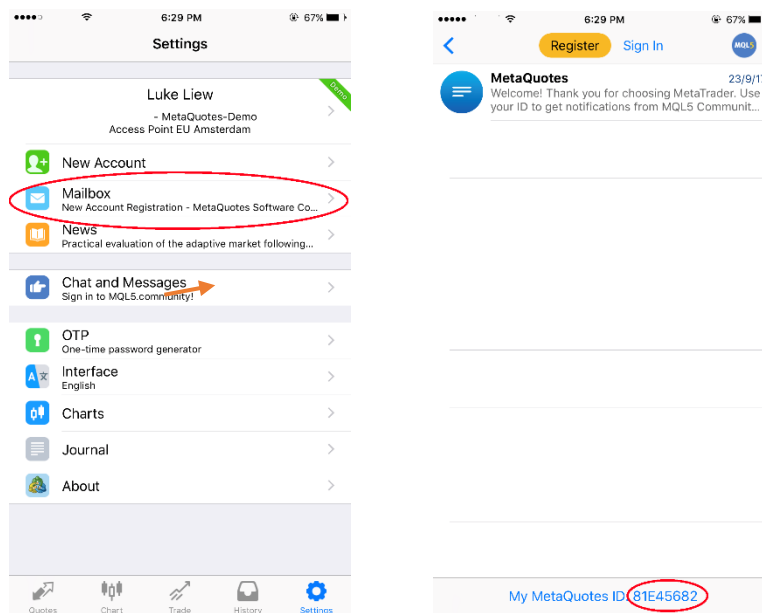 6:29 PM
67%
Settings
Luke Liew
Demo
- MetaQuotes-Demo
Access Point EU Amsterdam
New Account
Mailbox
New Account Registration - MetaQuotes Software Co...
News
Practical evaluation of the adaptive market following...
Chat and Messages
Sign in to MQL5.community!
OTP
One-time password generator
Interface
English
Charts
Journal
About
Quotes
Chart
Trade
History
Settings
6:29 PM
67%
Register
Sign In
MQL5
MetaQuotes
23/9/17
Welcome! Thank you for choosing MetaTrader. Use
your ID to get notifications from MQL5 Communit...
My MetaQuotes ID: 81E45682